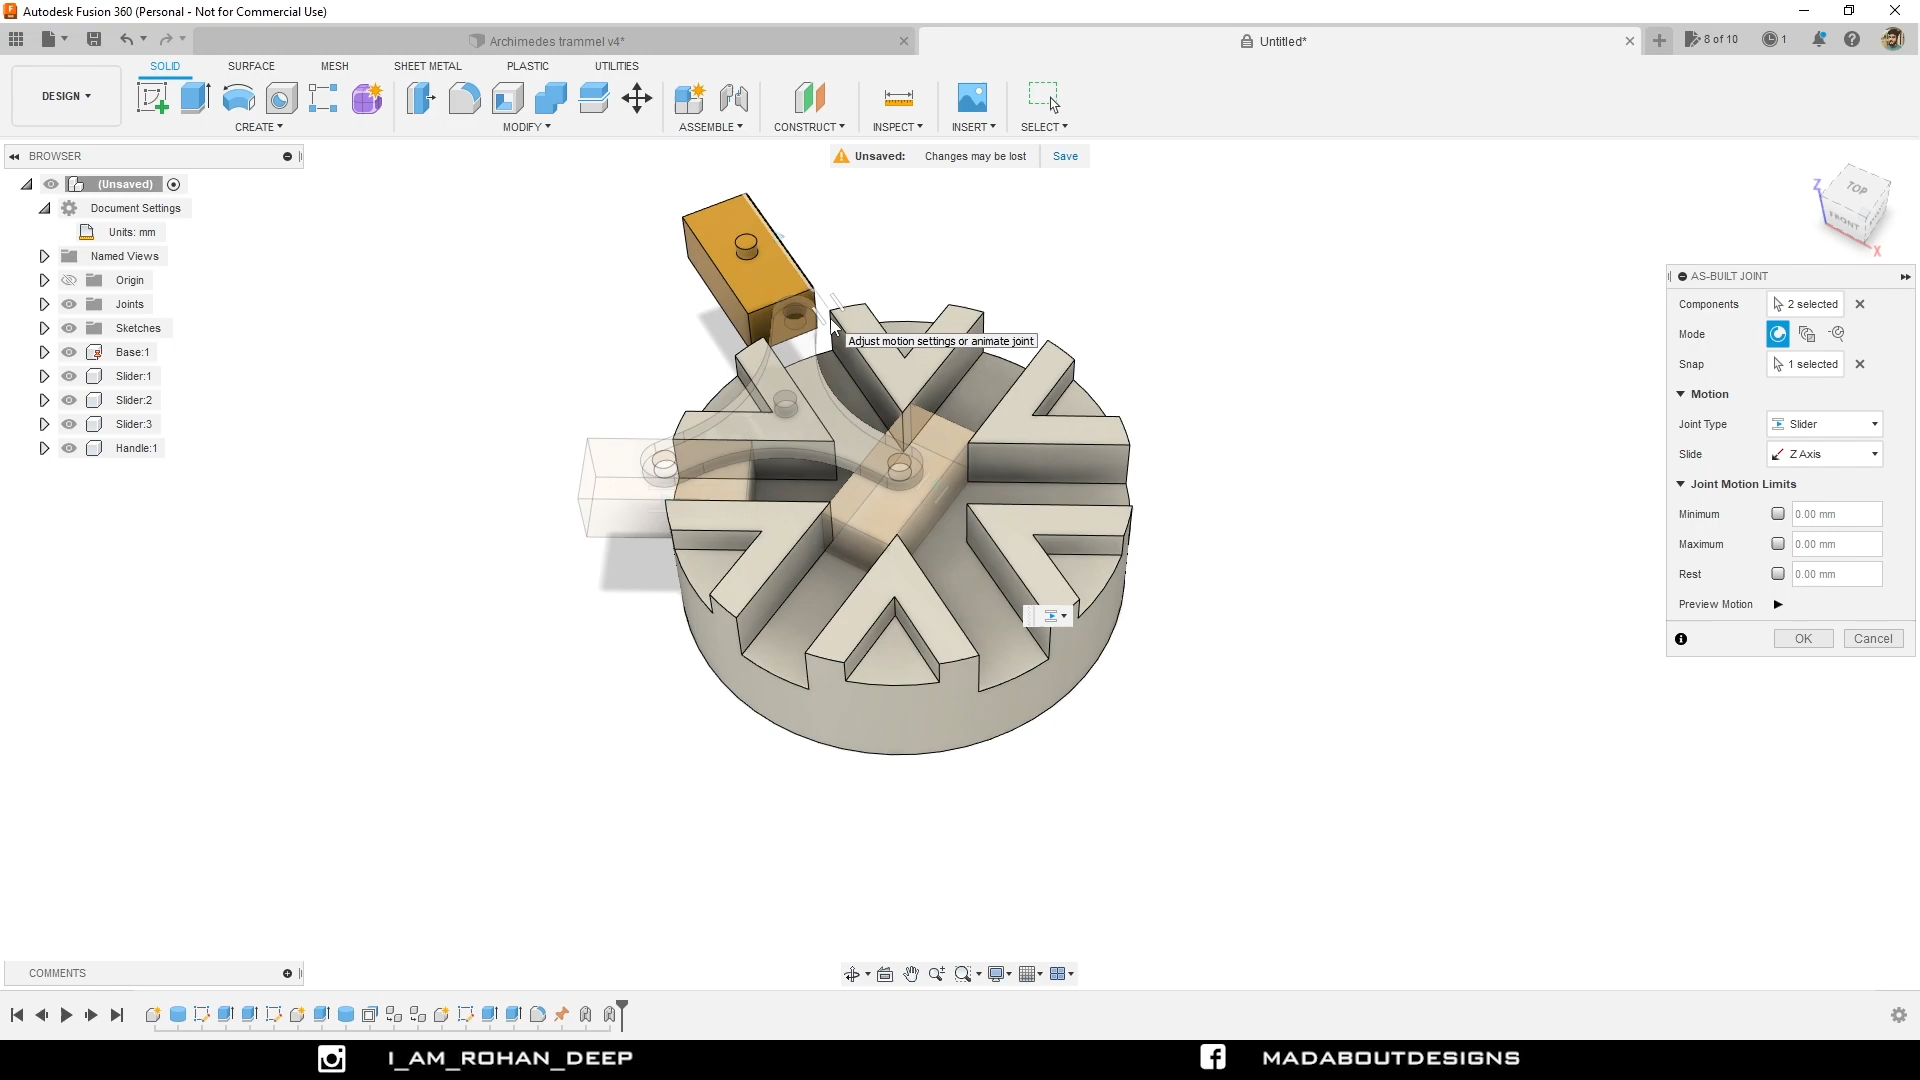 Autodesk Fusion 360 (Personal - Not for Commercial Use)
Archimedes trammel v4*
Untitled*
8 of 10
1
DESIGN
SOLID
SURFACE
MESH
SHEET METAL
PLASTIC
UTILITIES
CREATE
MODIFY
ASSEMBLE
CONSTRUCT
INSPECT
INSERT
SELECT
BROWSER
Unsaved: Changes may be lost Save
(Unsaved)
Document Settings
Units: mm
Named Views
Origin
Joints
Sketches
Base:1
Slider:1
Slider:2
Slider:3
Handle:1
Adjust motion settings or animate joint
TOP
FRONT
Z
X
AS-BUILT JOINT
Components 2 selected
Mode
Snap 1 selected
Motion
Joint Type Slider
Slide Z Axis
Joint Motion Limits
Minimum 0.00 mm
Maximum 0.00 mm
Rest 0.00 mm
Preview Motion
OK Cancel
COMMENTS
I_AM_ROHAN_DEEP
MADABOUTDESIGNS